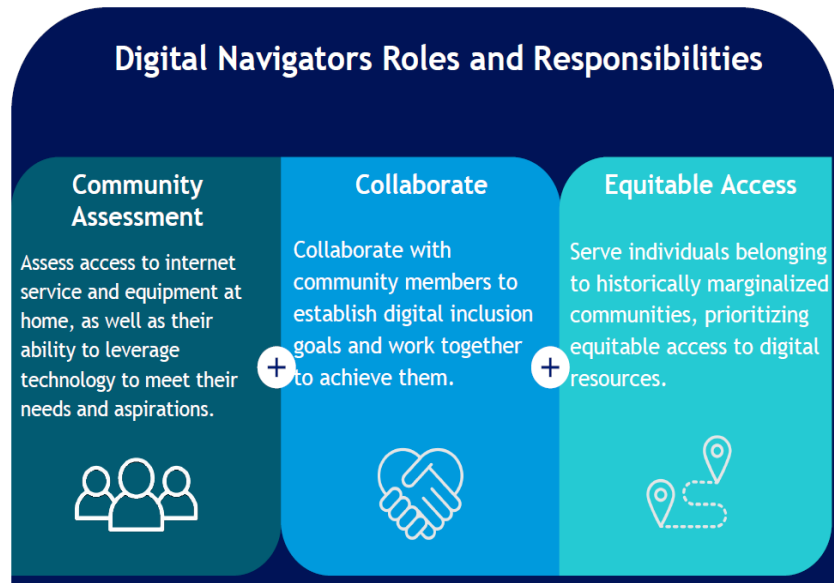 Digital Navigators Roles and Responsibilities
Community
Assessment
Assess access to internet
service and equipment at
home, as well as their
ability to leverage
technology to meet their
needs and aspirations.
+
Collaborate
Collaborate with
community members to
establish digital inclusion
goals and work together
to achieve them.
+
Equitable Access
Serve individuals belonging
to historically marginalized
communities, prioritizing
equitable access to digital
resources.